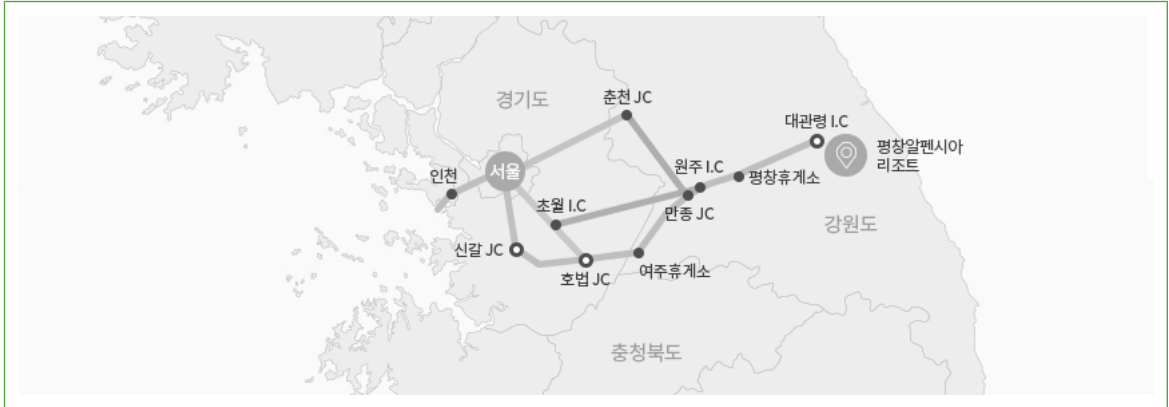 경기도
춘천 JC
대관령 I.C
평창알펜시아
리조트
원주 I.C
평창휴게소
서울
인천
초월 I.C
만종 JC
강원도
신갈 JC
호법 JC
여주휴게소
충청북도